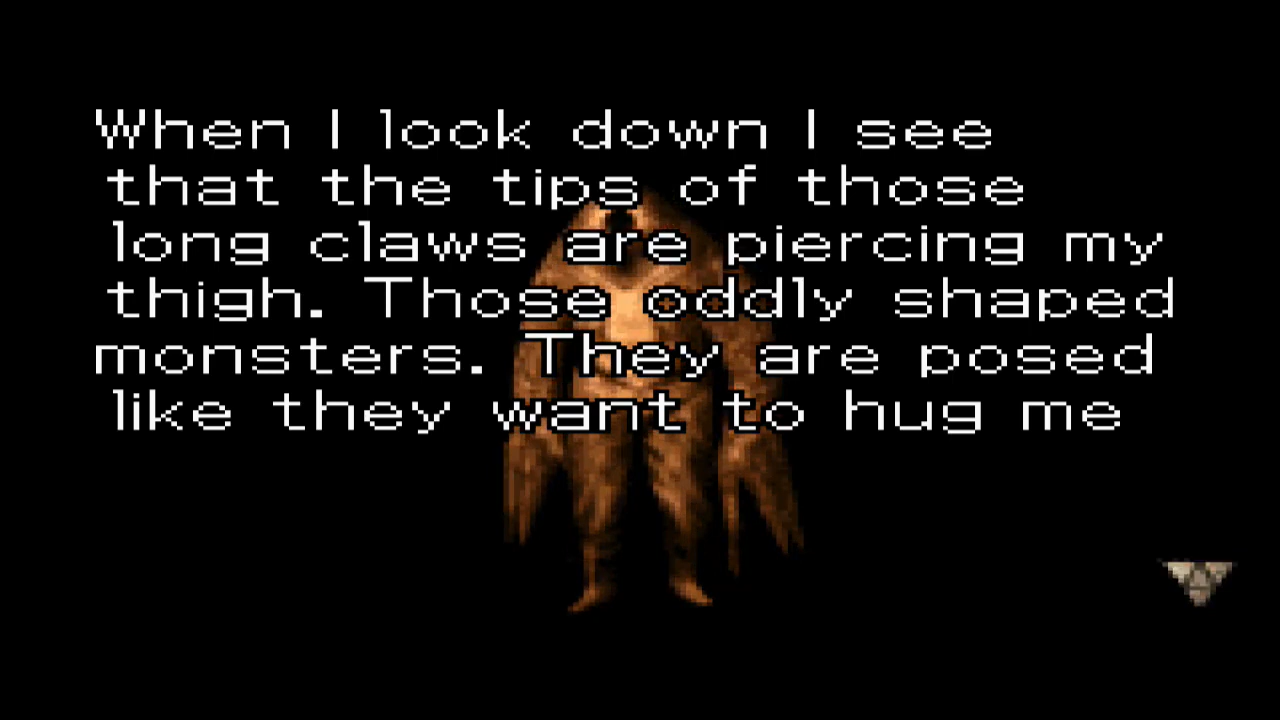 When I look down I see
that the tips of those
long claws are piercing my
thigh. Those oddly shaped
monsters. They are posed
like they want to hug me